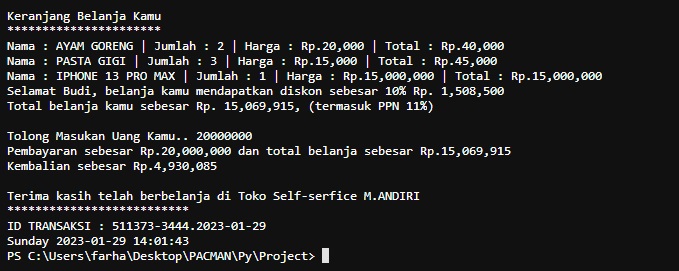 Keranjang Belanja Kamu
**********************
Nama : AYAM GORENG | Jumlah : 2 | Harga : Rp.20,000 | Total : Rp.40,000
Nama : PASTA GIGI | Jumlah : 3 | Harga : Rp.15,000 | Total : Rp.45,000
Nama : IPHONE 13 PRO MAX | Jumlah : 1 | Harga : Rp.15,000,000 | Total : Rp.15,000,000
Selamat Budi, belanja kamu mendapatkan diskon sebesar 10% Rp. 1,508,500
Total belanja kamu sebesar Rp. 15,069,915, (termasuk PPN 11%)

Tolong Masukan Uang Kamu.. 20000000
Pembayaran sebesar Rp.20,000,000 dan total belanja sebesar Rp.15,069,915
Kembalian sebesar Rp.4,930,085

Terima kasih telah berbelanja di Toko Self-serfice M.ANDIRI
**************************
ID TRANSAKSI : 511373-3444.2023-01-29
Sunday 2023-01-29 14:01:43
PS C:\Users\farha\Desktop\PACMAN\Py\Project>